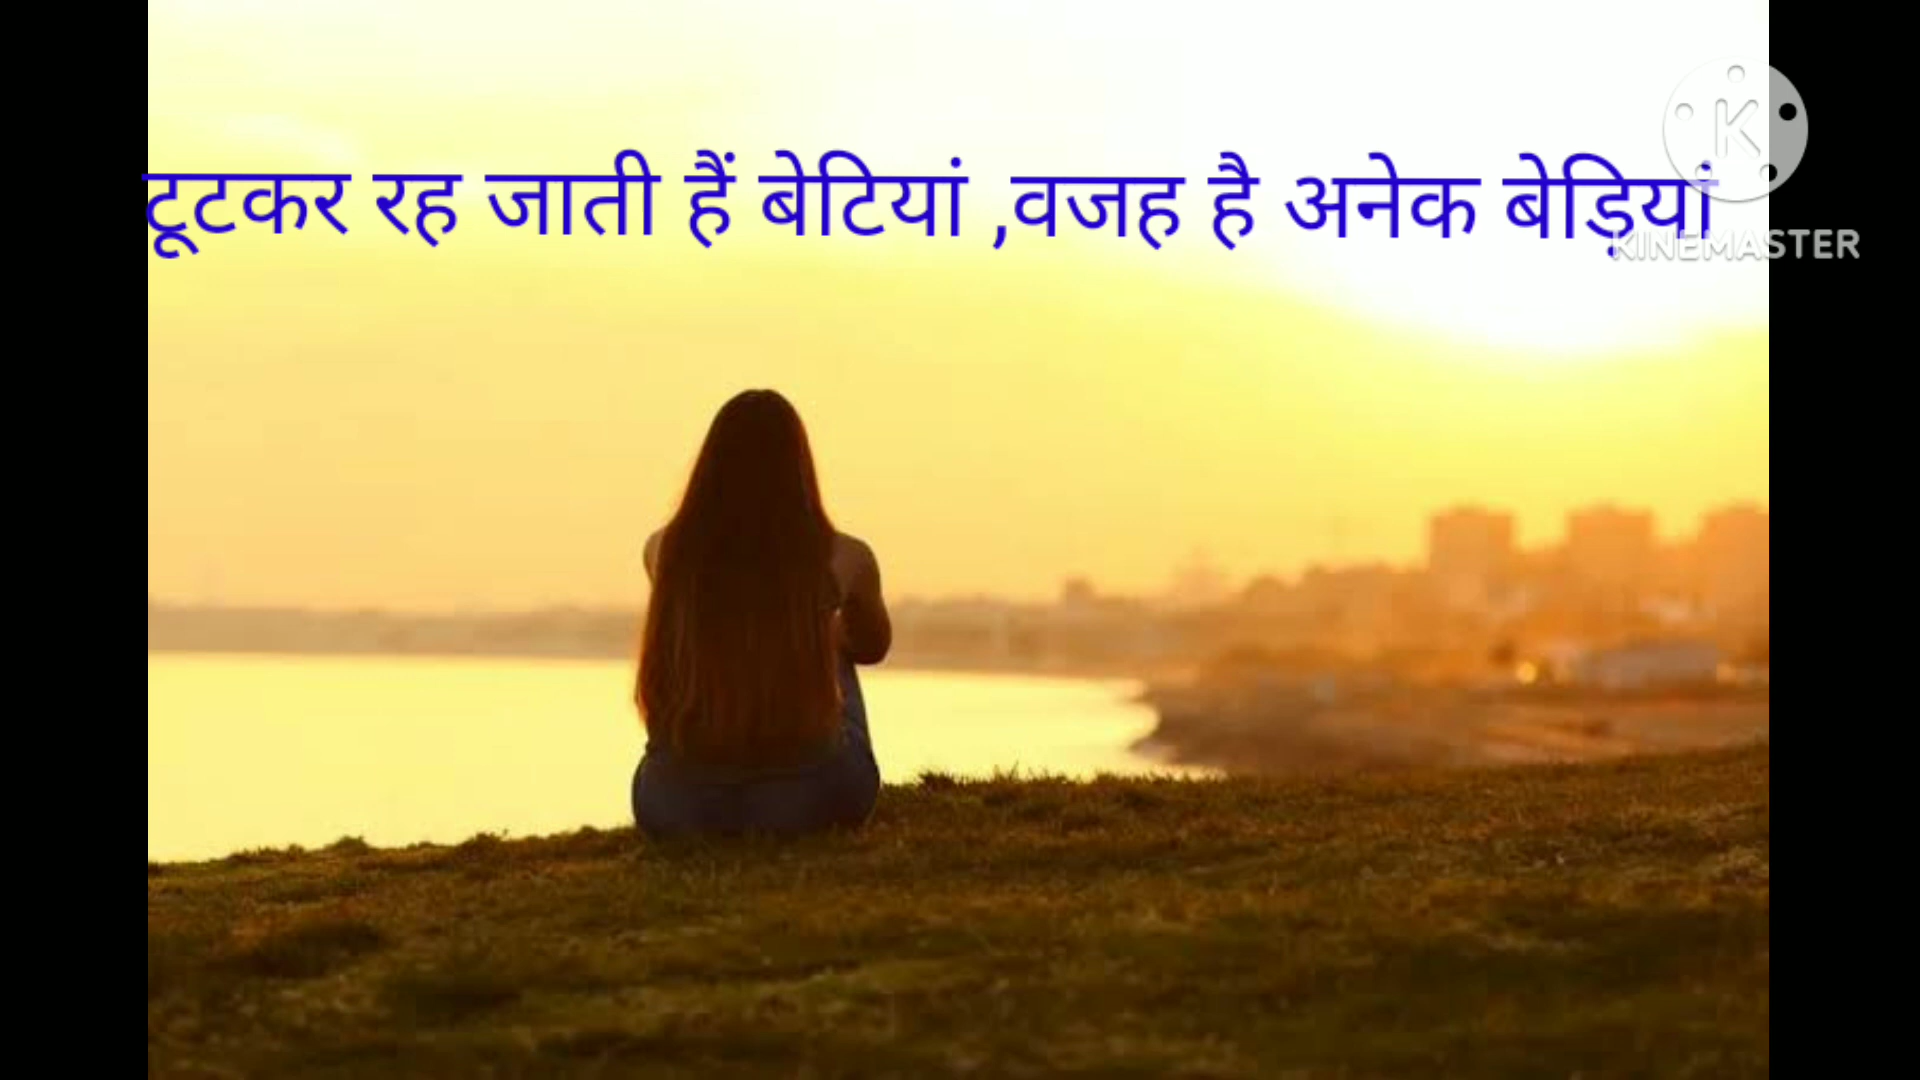 टूटकर रह जाती हैं बेटियां ,वजह है अनेक बेड़ियां
K
KINEMASTER